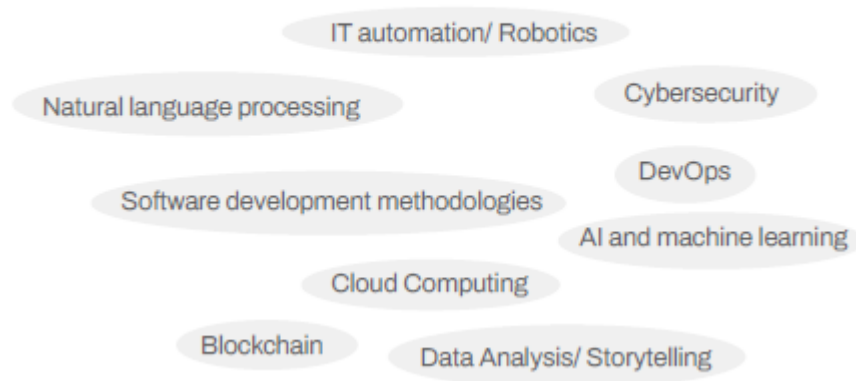 IT automation/ Robotics
Natural language processing
Cybersecurity
DevOps
Software development methodologies
AI and machine learning
Cloud Computing
Blockchain
Data Analysis/ Storytelling